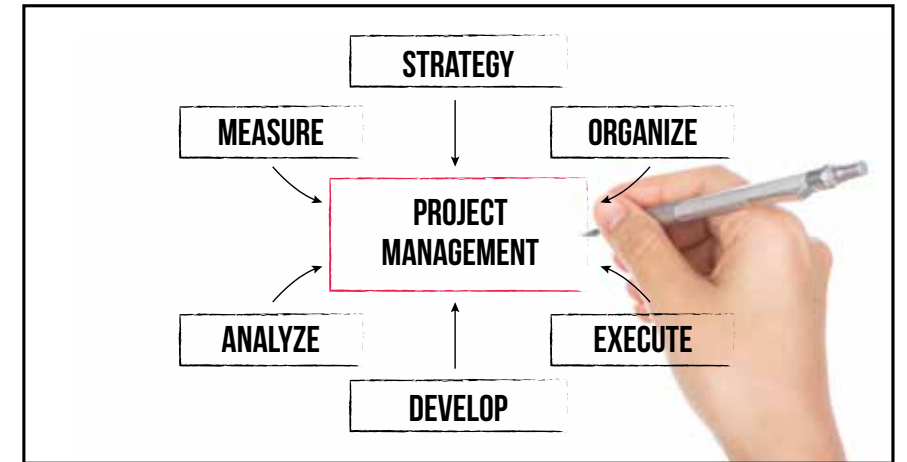 STRATEGY
MEASURE
ORGANIZE
PROJECT
MANAGEMENT
ANALYZE
EXECUTE
DEVELOP